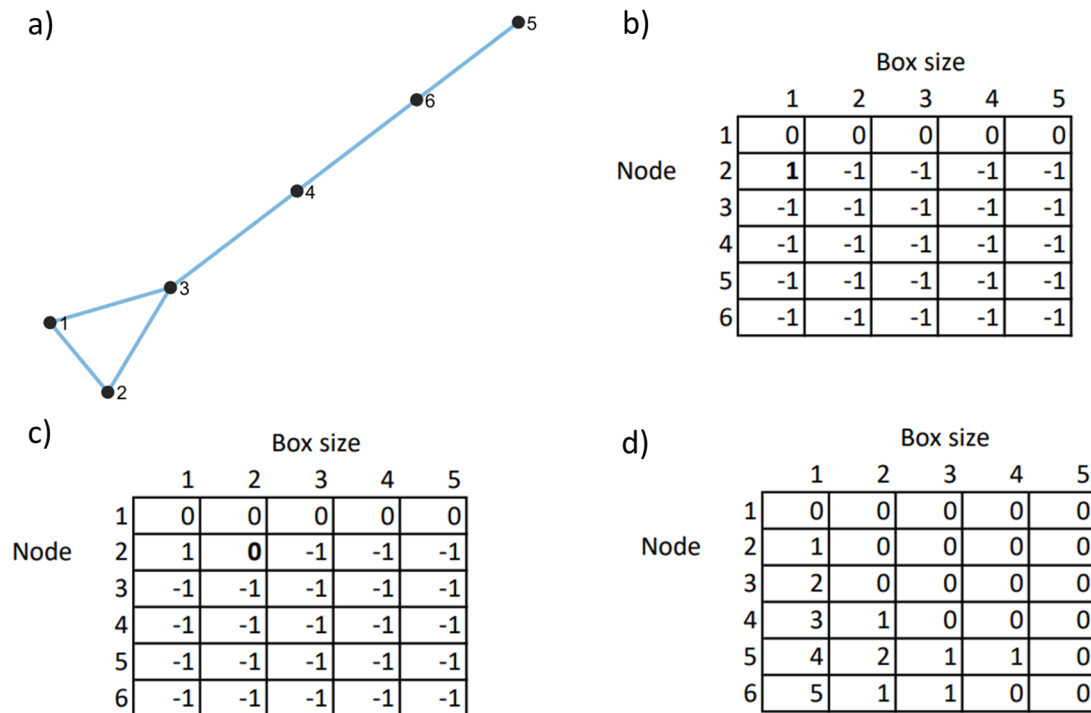 a)
5
6
4
3
1
2
b)
Box size
1 2 3 4 5
1 0 0 0 0 0
Node 2 1 -1 -1 -1 -1
3 -1 -1 -1 -1 -1
4 -1 -1 -1 -1 -1
5 -1 -1 -1 -1 -1
6 -1 -1 -1 -1 -1
c)
Box size
1 2 3 4 5
1 0 0 0 0 0
Node 2 1 0 -1 -1 -1
3 -1 -1 -1 -1 -1
4 -1 -1 -1 -1 -1
5 -1 -1 -1 -1 -1
6 -1 -1 -1 -1 -1
d)
Box size
1 2 3 4 5
1 0 0 0 0 0
Node 2 1 0 0 0 0
3 2 0 0 0 0
4 3 1 0 0 0
5 4 2 1 1 0
6 5 1 1 0 0